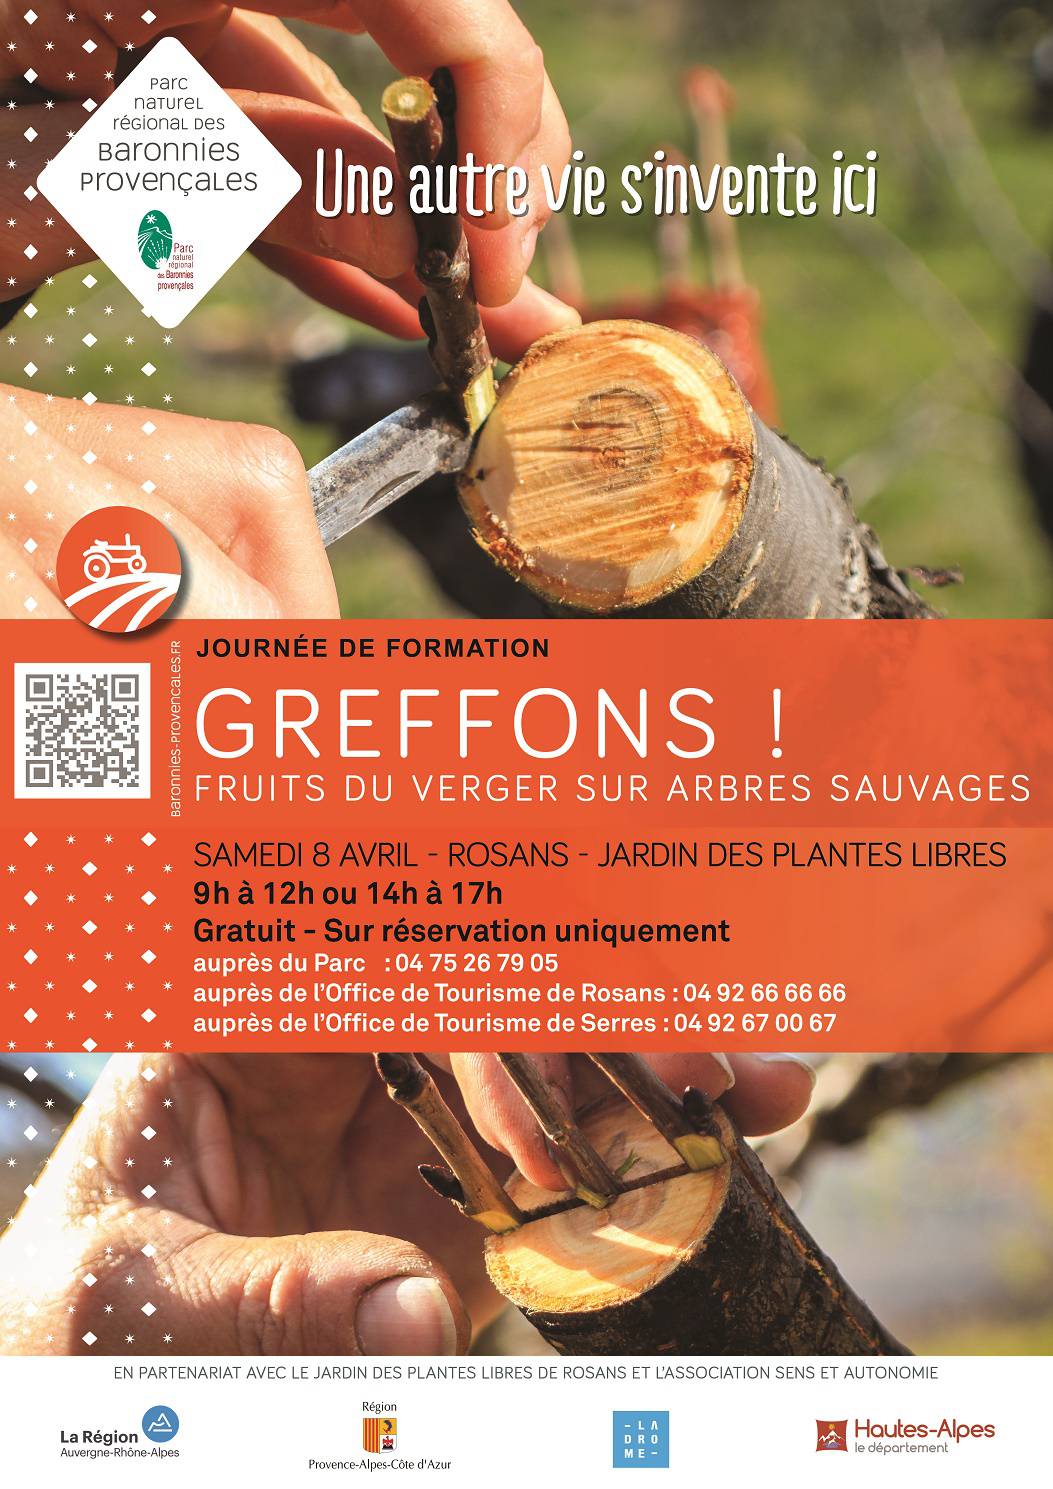 Parc
naturel
régional des
Baronnies
Provençales
Parc
naturel
régional
des Baronnies
provençales
Une autre vie s'invente ici
JOURNÉE DE FORMATION
GREFFONS !
FRUITS DU VERGER SUR ARBRES SAUVAGES
BARONNIES-PROVENCALES.FR
SAMEDI 8 AVRIL - ROSANS - JARDIN DES PLANTES LIBRES
9h à 12h ou 14h à 17h
Gratuit - Sur réservation uniquement
auprès du Parc : 04 75 26 79 05
auprès de l'Office de Tourisme de Rosans : 04 92 66 66 66
auprès de l'Office de Tourisme de Serres : 04 92 67 00 67
EN PARTENARIAT AVEC LE JARDIN DES PLANTES LIBRES DE ROSANS ET L'ASSOCIATION SENS ET AUTONOMIE
La Région
Auvergne-Rhône-Alpes
Région
Provence-Alpes-Côte d'Azur
- L A
D R O
M E -
Hautes-Alpes
le département